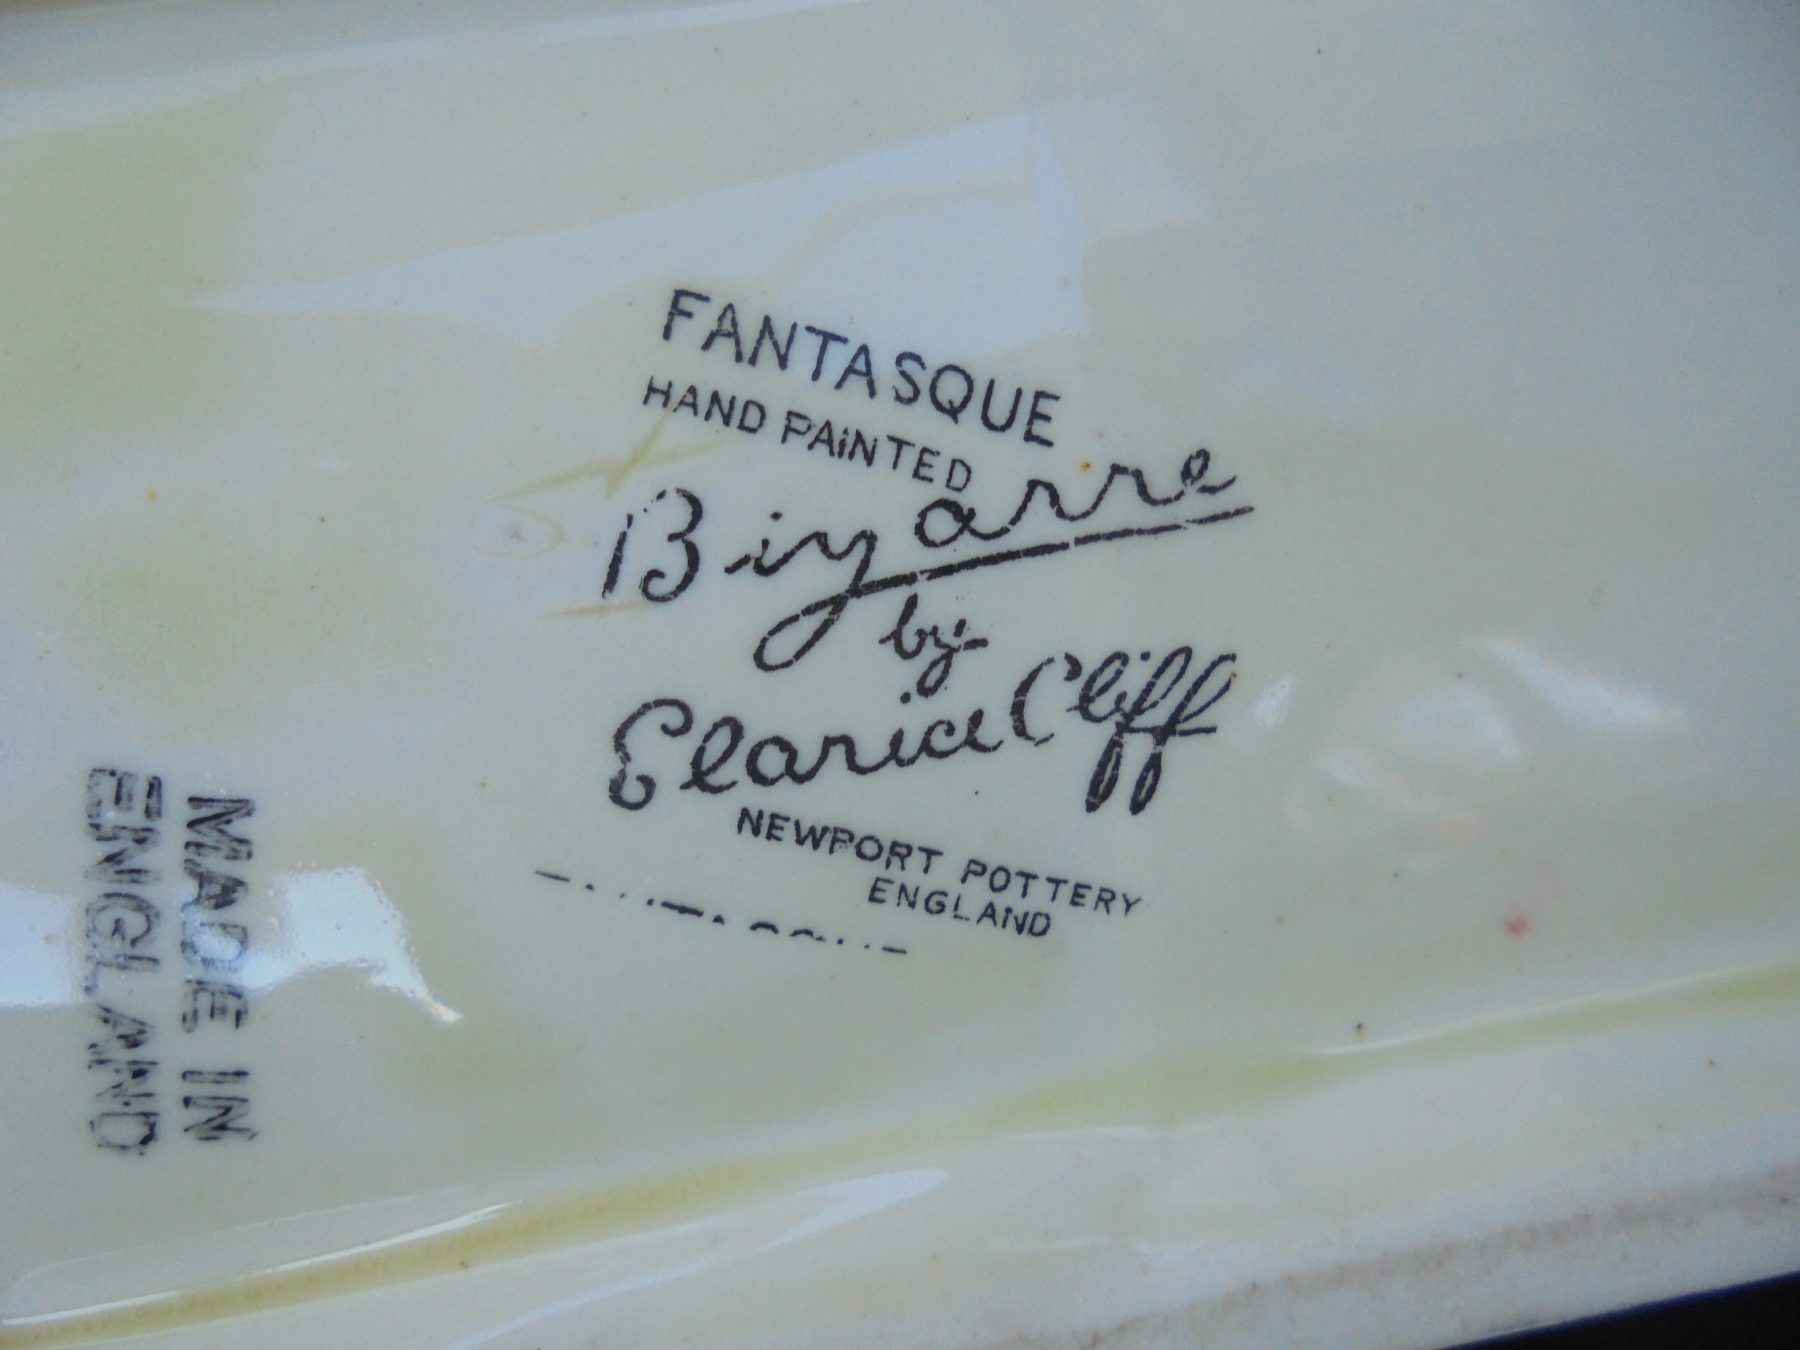 FANTASQUE
HAND PAINTED
Bizarre
by
Clarice Cliff
NEWPORT POTTERY
ENGLAND
MADE IN
ENGLAND